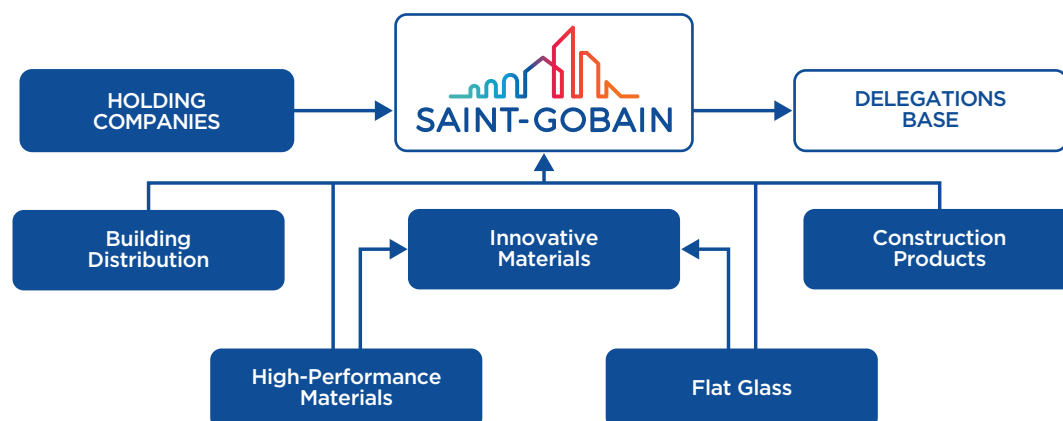 HOLDING
COMPANIES
SAINT-GOBAIN
DELEGATIONS
BASE
Building
Distribution
Innovative
Materials
Construction
Products
High-Performance
Materials
Flat Glass